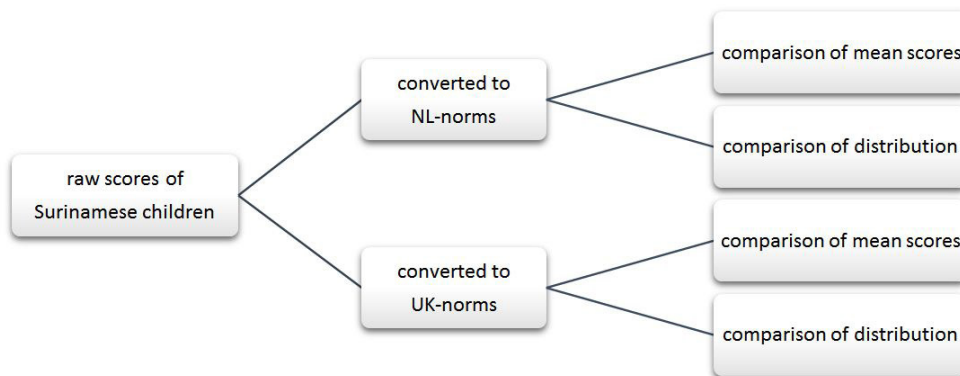 raw scores of
Surinamese children
converted to
NL-norms
comparison of mean scores
comparison of distribution
converted to
UK-norms
comparison of mean scores
comparison of distribution